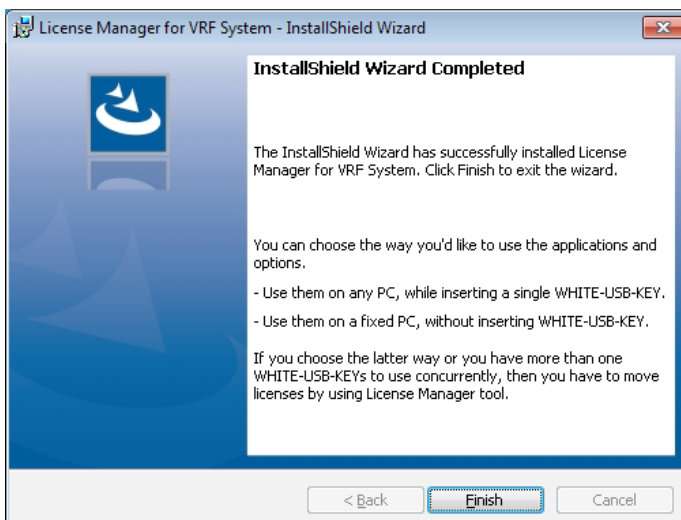 License Manager for VRF System - InstallShield Wizard
InstallShield Wizard Completed
The InstallShield Wizard has successfully installed License
Manager for VRF System. Click Finish to exit the wizard.
You can choose the way you'd like to use the applications and
options.
- Use them on any PC, while inserting a single WHITE-USB-KEY.
- Use them on a fixed PC, without inserting WHITE-USB-KEY.
If you choose the latter way or you have more than one
WHITE-USB-KEYs to use concurrently, then you have to move
licenses by using License Manager tool.
< Back
Finish
Cancel